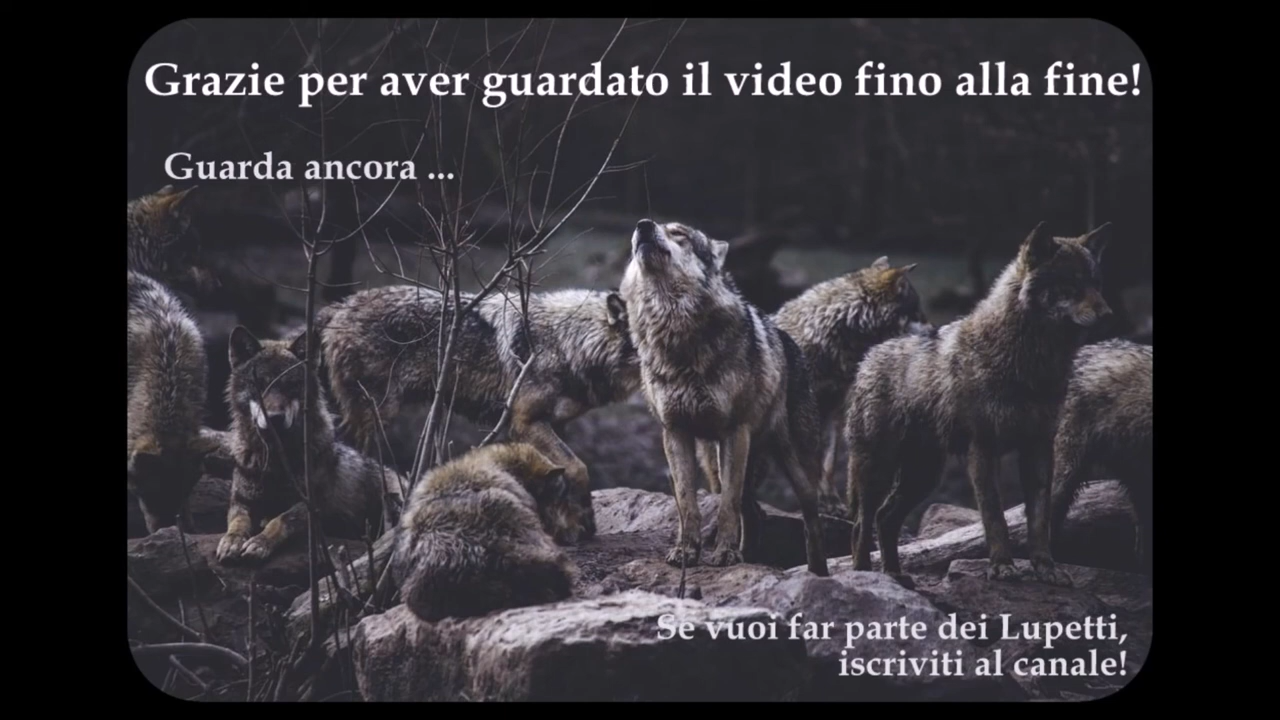 Grazie per aver guardato il video fino alla fine!
Guarda ancora ...
Se vuoi far parte dei Lupetti,
iscriviti al canale!